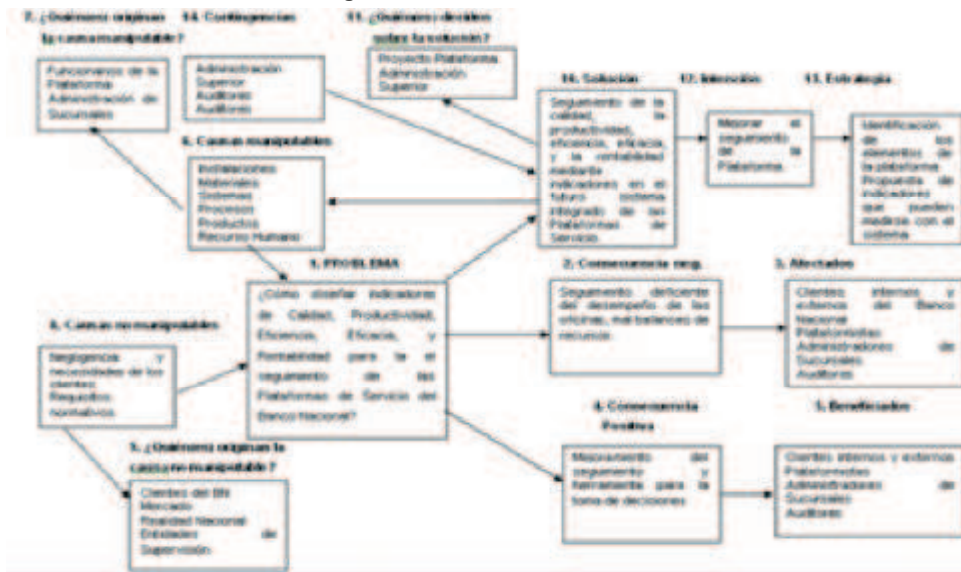 7. ¿Quién(es) originan
la causa manipulable?
Funcionarios de la
Plataforma
Administración de
Sucursales
14. Contingencias
Administración
Superior
Auditores
Auditores
11. ¿Quién(es) deciden
sobre la solución?
Proyecto Plataforma
Administración
Superior
Solución
Seguimiento de la
calidad, la
productividad,
eficiencia, eficacia,
y la rentabilidad
mediante
indicadores en el
futuro sistema
integrado de las
Plataformas de
Servicio.
12. Intención
Mejorar el
seguimiento
de la
Plataforma.
13. Estrategia
Identificación
de los
elementos de
la plataforma.
Propuesta de
indicadores
que pueden
medirse con el
sistema
6. Causas manipulables
Instalaciones
Materiales
Sistemas
Procesos
Productos
Recurso Humano
1. PROBLEMA
¿Cómo diseñar indicadores
de Calidad, Productividad,
Eficiencia, Eficacia, y
Rentabilidad para la el
seguimiento de las
Plataformas de Servicio del
Banco Nacional?
2. Consecuencia neg.
Seguimiento deficiente
del desempeño de las
oficinas, mal balances de
recursos
3. Afectados
Clientes internos y
externos del Banco
Nacional
Plataformistas
Administradores de
Sucursales
Auditores
8. Causas no manipulables
Negligencia y
necesidades de los
clientes
Requisitos
normativos.
¿Quién(es) originan la
causa no manipulable?
Clientes del BN
Mercado
Realidad Nacional
Entidades de
Supervisión
4. Consecuencia
Positiva
Mejoramiento del
seguimiento y
herramienta para la
toma de decisiones
5. Beneficiados
Clientes internos y externos
Plataformistas
Administradores de
Sucursales
Auditores